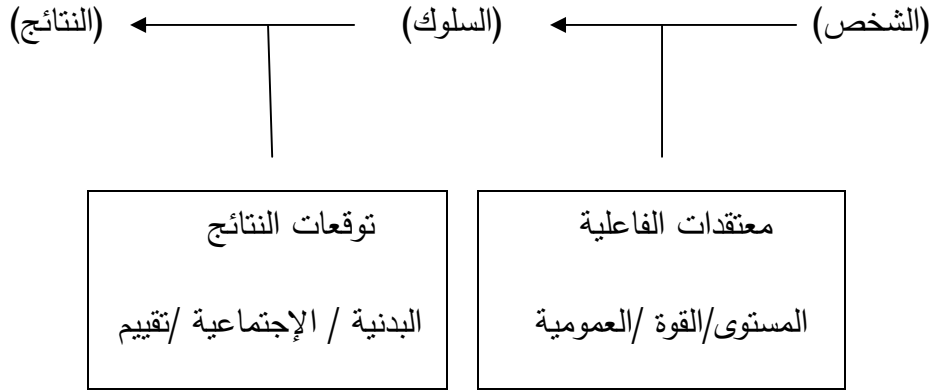 (الشخص) (السلوك) (النتائج)
معتقدات الفاعلية
المستوى/القوة /العمومية
توقعات النتائج
البدنية / الإجتماعية /تقييم